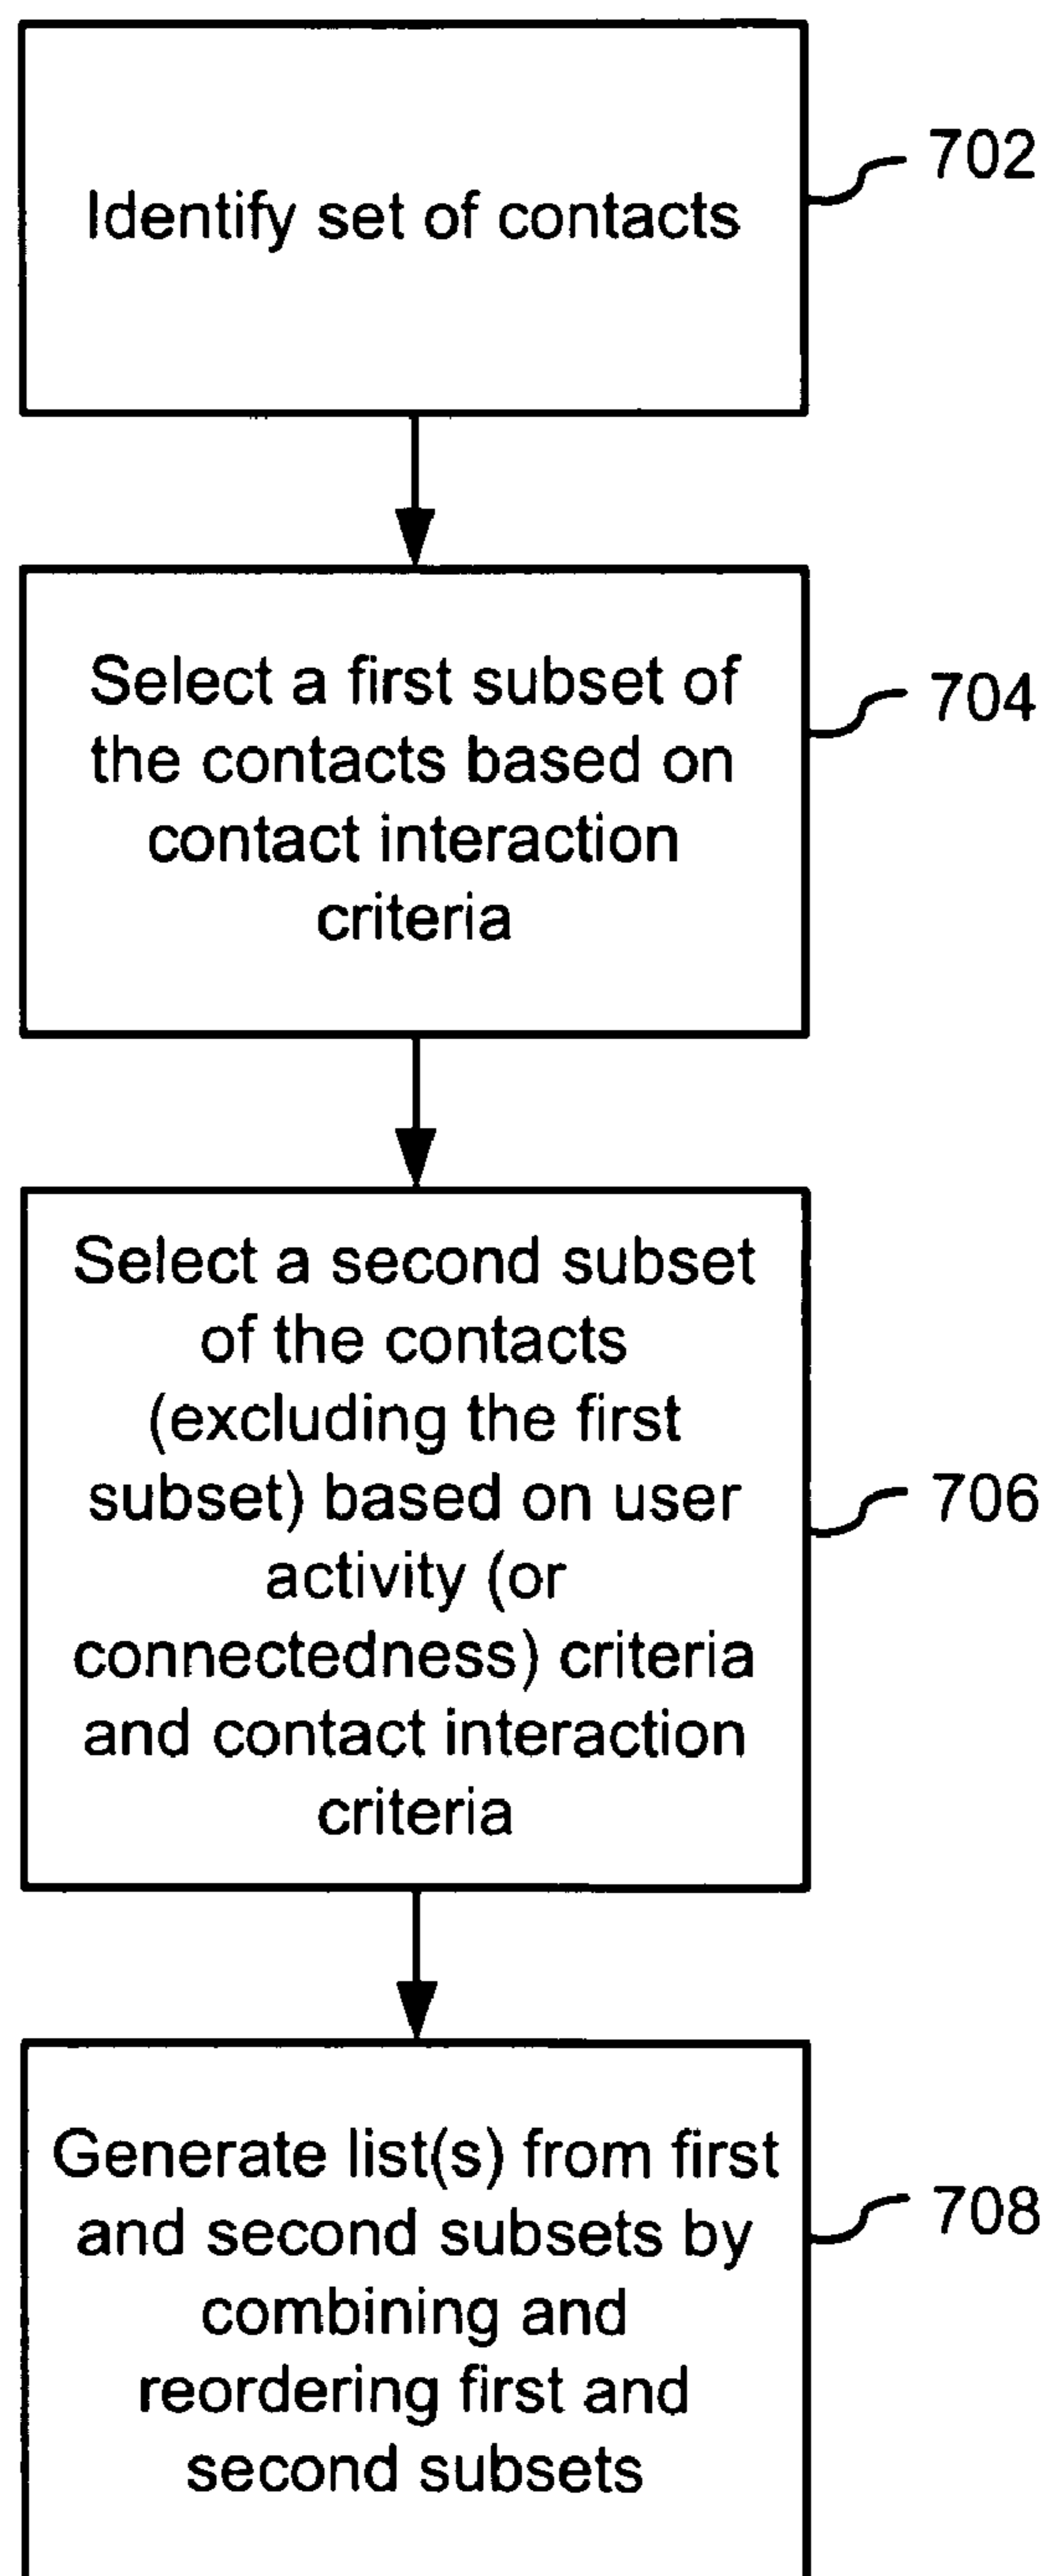 Identify set of contacts
702
Select a first subset of
the contacts based on
contact interaction
criteria
704
Select a second subset
of the contacts
(excluding the first
subset) based on user
activity (or
connectedness) criteria
and contact interaction
criteria
706
Generate list(s) from first
and second subsets by
combining and
reordering first and
second subsets
708